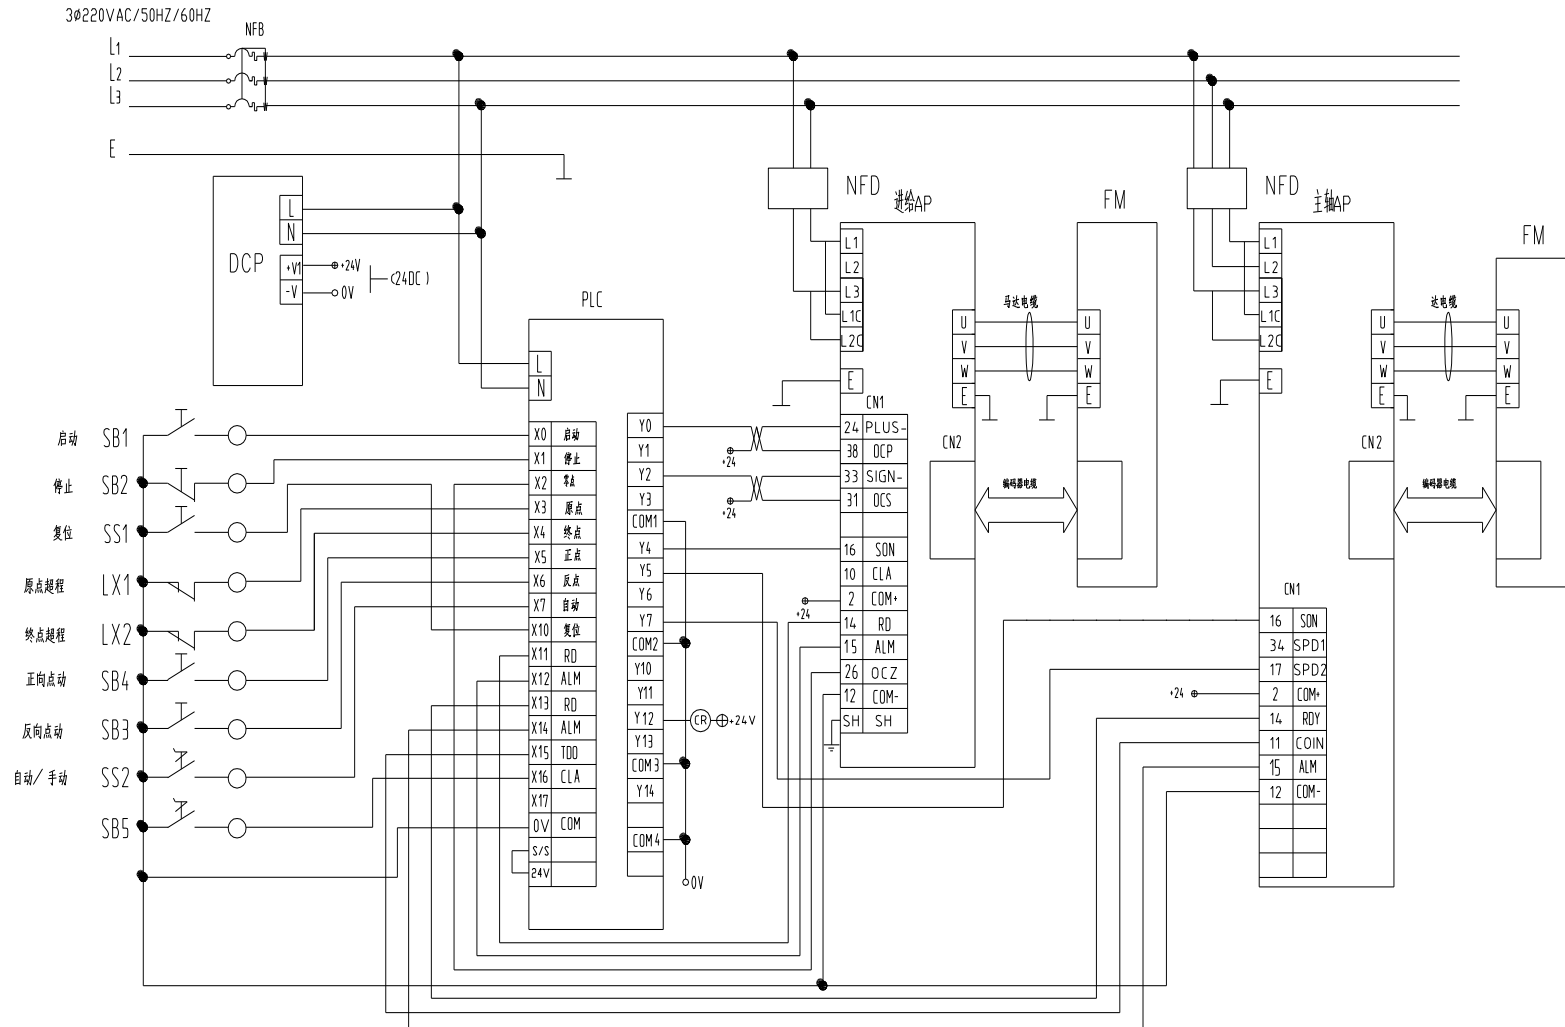 3Ø220VAC/50HZ/60HZ
NFB
L1
L2
L3
E
DCP
L
N
+V1
-V
+24V
0V
(24DC)
PLC
L
N
X0 启动
X1 停止
X2 零点
X3 原点
X4 终点
X5 正点
X6 反点
X7 自动
X10 复位
X11 RD
X12 ALM
X13 RD
X14 ALM
X15 TDO
X16 CLA
X17
0V COM
S/S
24V
Y0
Y1
Y2
Y3
COM1
Y4
Y5
Y6
Y7
COM2
Y10
Y11
Y12
Y13
COM3
Y14
COM4
CR
+24V
0V
启动 SB1
停止 SB2
复位 SS1
原点超程 LX1
终点超程 LX2
正向点动 SB4
反向点动 SB3
自动/手动 SS2
SB5
NFD
进给AP
L1
L2
L3
L1C
L2C
E
CN1
24 PLUS-
38 OCP
33 SIGN-
31 OCS
16 SON
10 CLA
2 COM+
14 RD
15 ALM
26 OCZ
12 COM-
SH SH
+24
+24
+24
U
V
W
E
CN2
马达电缆
编码器电缆
FM
U
V
W
E
NFD
主轴AP
L1
L2
L3
L1C
L2C
E
U
V
W
E
CN2
达电缆
编码器电缆
FM
U
V
W
E
CN1
16 SON
34 SPD1
17 SPD2
2 COM+
14 RDY
11 COIN
15 ALM
12 COM-
+24